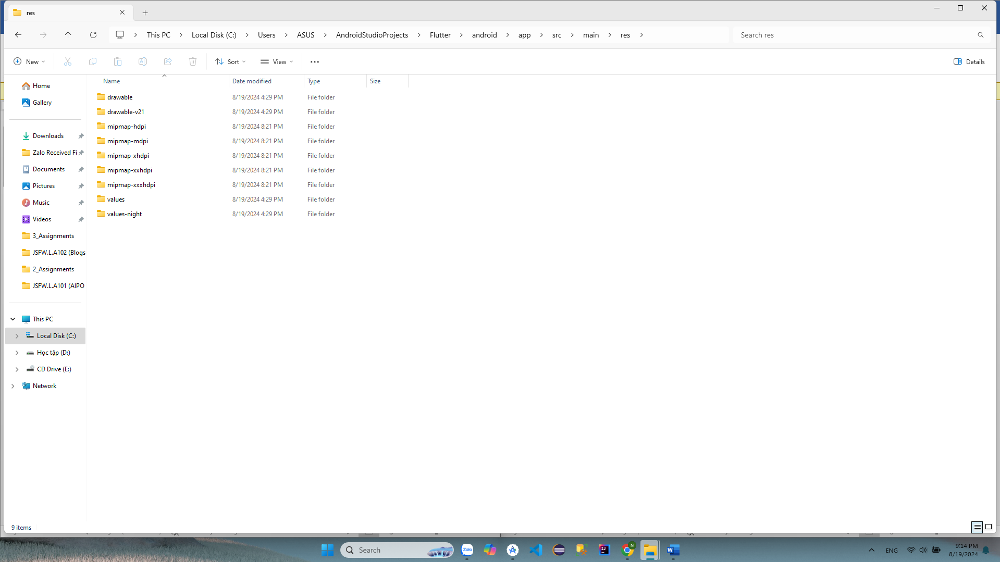 res
This PC
Local Disk (C:)
Users
ASUS
AndroidStudioProjects
Flutter
android
app
src
main
res
Search res
New
Sort
View
Details
Name
Date modified
Type
Size
Home
Gallery
Downloads
Zalo Received Fi
Documents
Pictures
Music
Videos
3_Assignments
JSFW.L.A102 (Blogs
2_Assignments
JSFW.L.A101 (AIPO
This PC
Local Disk (C:)
Học tập (D:)
CD Drive (E:)
Network
drawable 8/19/2024 4:29 PM File folder
drawable-v21 8/19/2024 4:29 PM File folder
mipmap-hdpi 8/19/2024 8:21 PM File folder
mipmap-mdpi 8/19/2024 8:21 PM File folder
mipmap-xhdpi 8/19/2024 8:21 PM File folder
mipmap-xxhdpi 8/19/2024 8:21 PM File folder
mipmap-xxxhdpi 8/19/2024 8:21 PM File folder
values 8/19/2024 4:29 PM File folder
values-night 8/19/2024 4:29 PM File folder
9 items
Search
Zalo
N
ENG
9:14 PM
8/19/2024